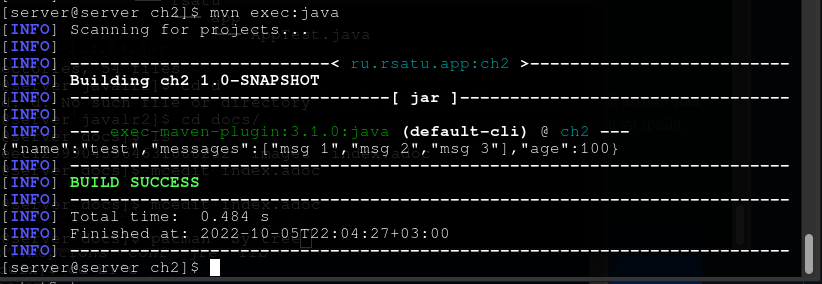 [server@server ch2]$ mvn exec:java
[INFO] Scanning for projects...
[INFO]
[INFO] -----------------------< ru.rsatu.app:ch2 >-----------------------
[INFO] Building ch2 1.0-SNAPSHOT
[INFO] --------------------------------[ jar ]---------------------------------
[INFO]
[INFO] --- exec-maven-plugin:3.1.0:java (default-cli) @ ch2 ---
{"name":"test","messages":["msg 1","msg 2","msg 3"],"age":100}
[INFO] ------------------------------------------------------------------------
[INFO] BUILD SUCCESS
[INFO] ------------------------------------------------------------------------
[INFO] Total time:  0.484 s
[INFO] Finished at: 2022-10-05T22:04:27+03:00
[INFO] ------------------------------------------------------------------------
[server@server ch2]$